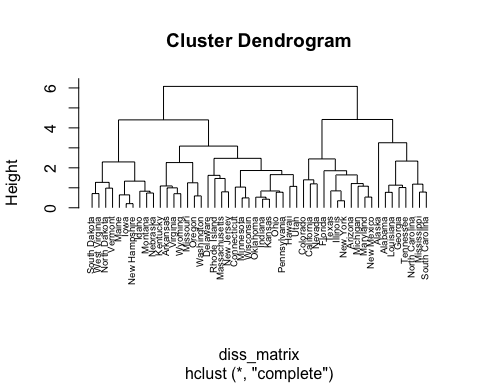 Cluster Dendrogram
Height
0 2 4 6
South Dakota
West Virginia
North Dakota
Vermont
Maine
Iowa
New Hampshire
Idaho
Montana
Nebraska
Kentucky
Arkansas
Virginia
Wyoming
Missouri
Oregon
Washington
Delaware
Rhode Island
Massachusetts
New Jersey
Connecticut
Minnesota
Wisconsin
Oklahoma
Indiana
Kansas
Ohio
Pennsylvania
Hawaii
Utah
Colorado
California
Nevada
Florida
Texas
Illinois
New York
Arizona
Michigan
Maryland
New Mexico
Alaska
Alabama
Louisiana
Georgia
Tennessee
North Carolina
Mississippi
South Carolina
diss_matrix
hclust (*, "complete")